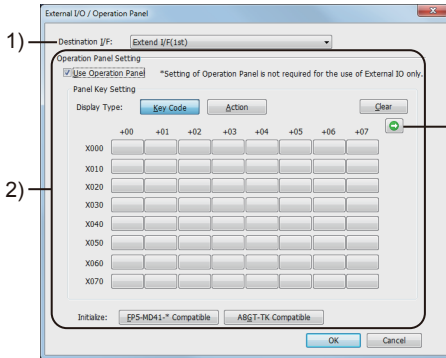 External I/O / Operation Panel
1)
Destination I/F: Extend I/F(1st)
Operation Panel Setting
Use Operation Panel *Setting of Operation Panel is not required for the use of External IO only.
Panel Key Setting
Display Type: Key Code Action Clear
+00 +01 +02 +03 +04 +05 +06 +07
X000
X010
2)
X020
X030
X040
X050
X060
X070
Initialize: FP5-MD41-* Compatible A8GT-TK Compatible
OK Cancel